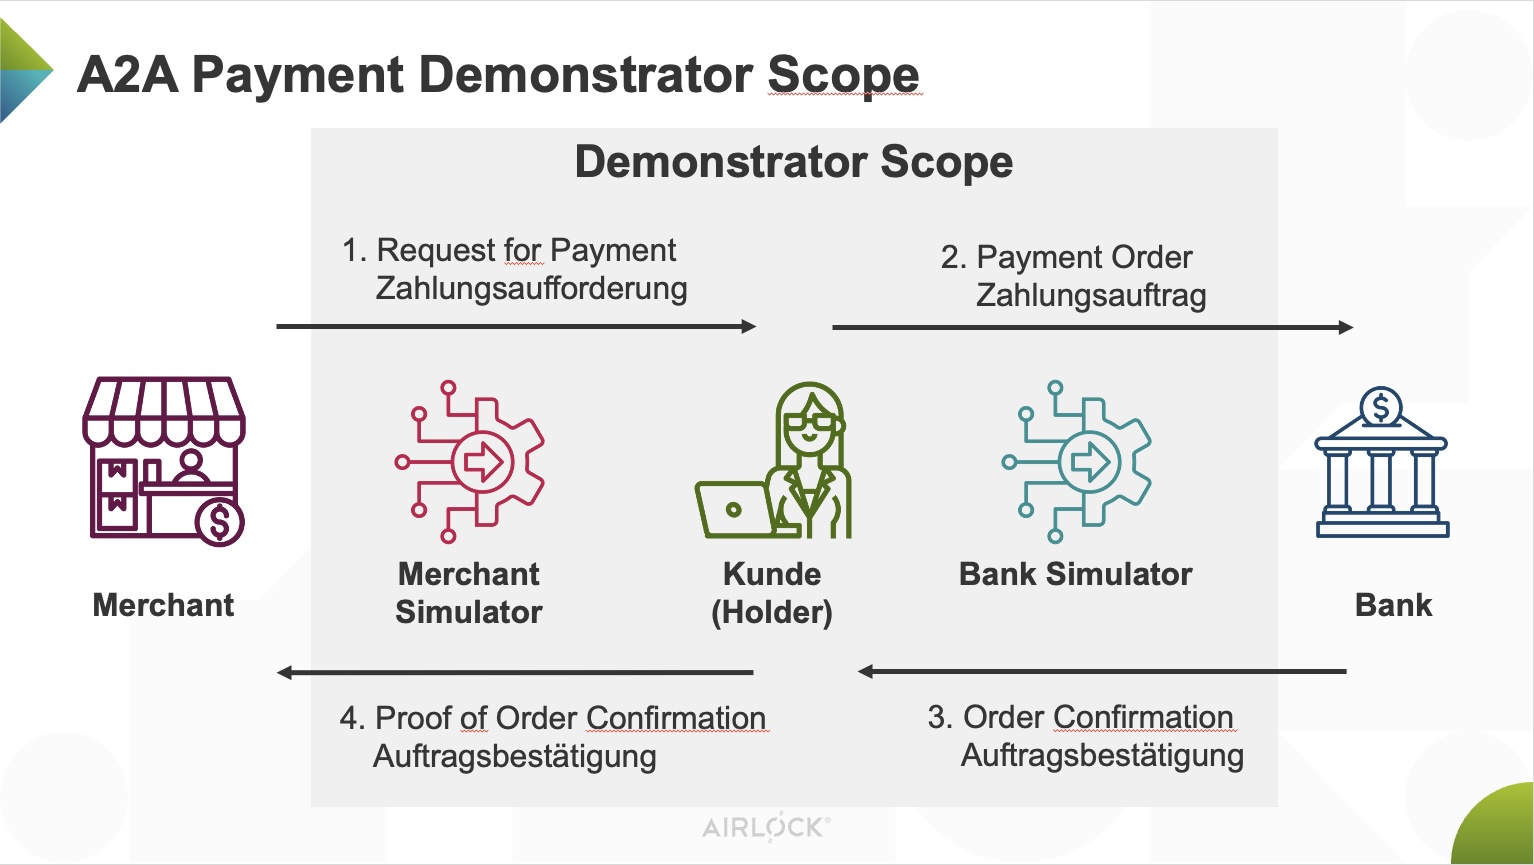 A2A Payment Demonstrator Scope
Demonstrator Scope
1. Request for Payment
Zahlungsaufforderung
2. Payment Order
Zahlungsauftrag
Merchant
Merchant
Simulator
Kunde
(Holder)
Bank Simulator
Bank
4. Proof of Order Confirmation
Auftragsbestätigung
3. Order Confirmation
Auftragsbestätigung
AIRLOCK®